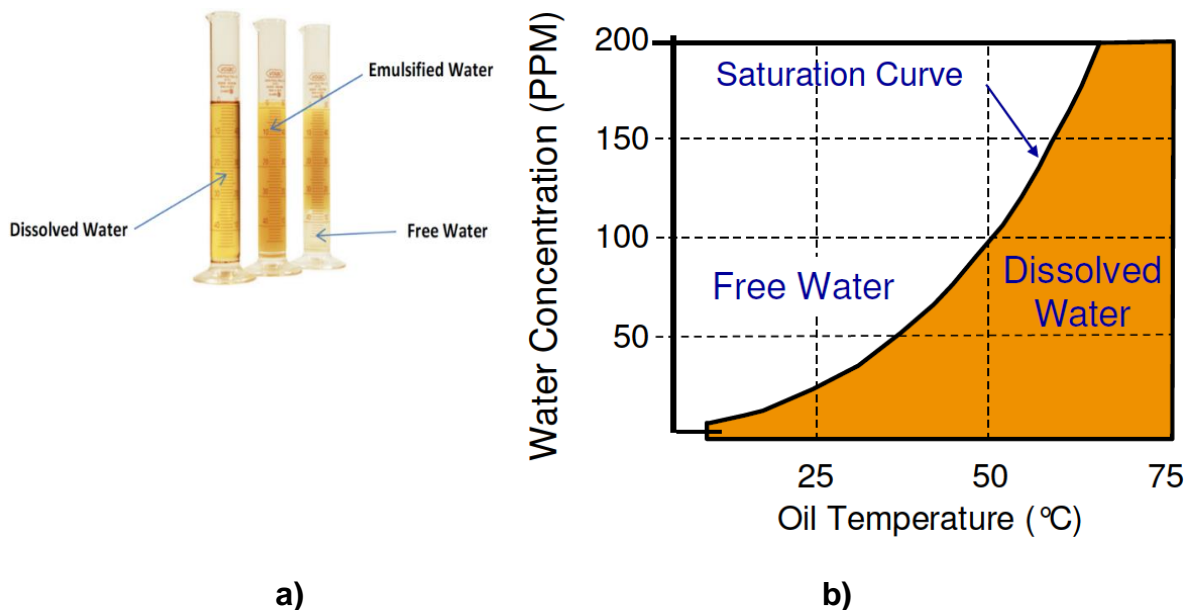 Emulsified Water
Dissolved Water
Free Water
a)
Water Concentration (PPM)
200
150
100
50
Saturation Curve
Free Water
Dissolved
Water
25
50
75
Oil Temperature (°C)
b)